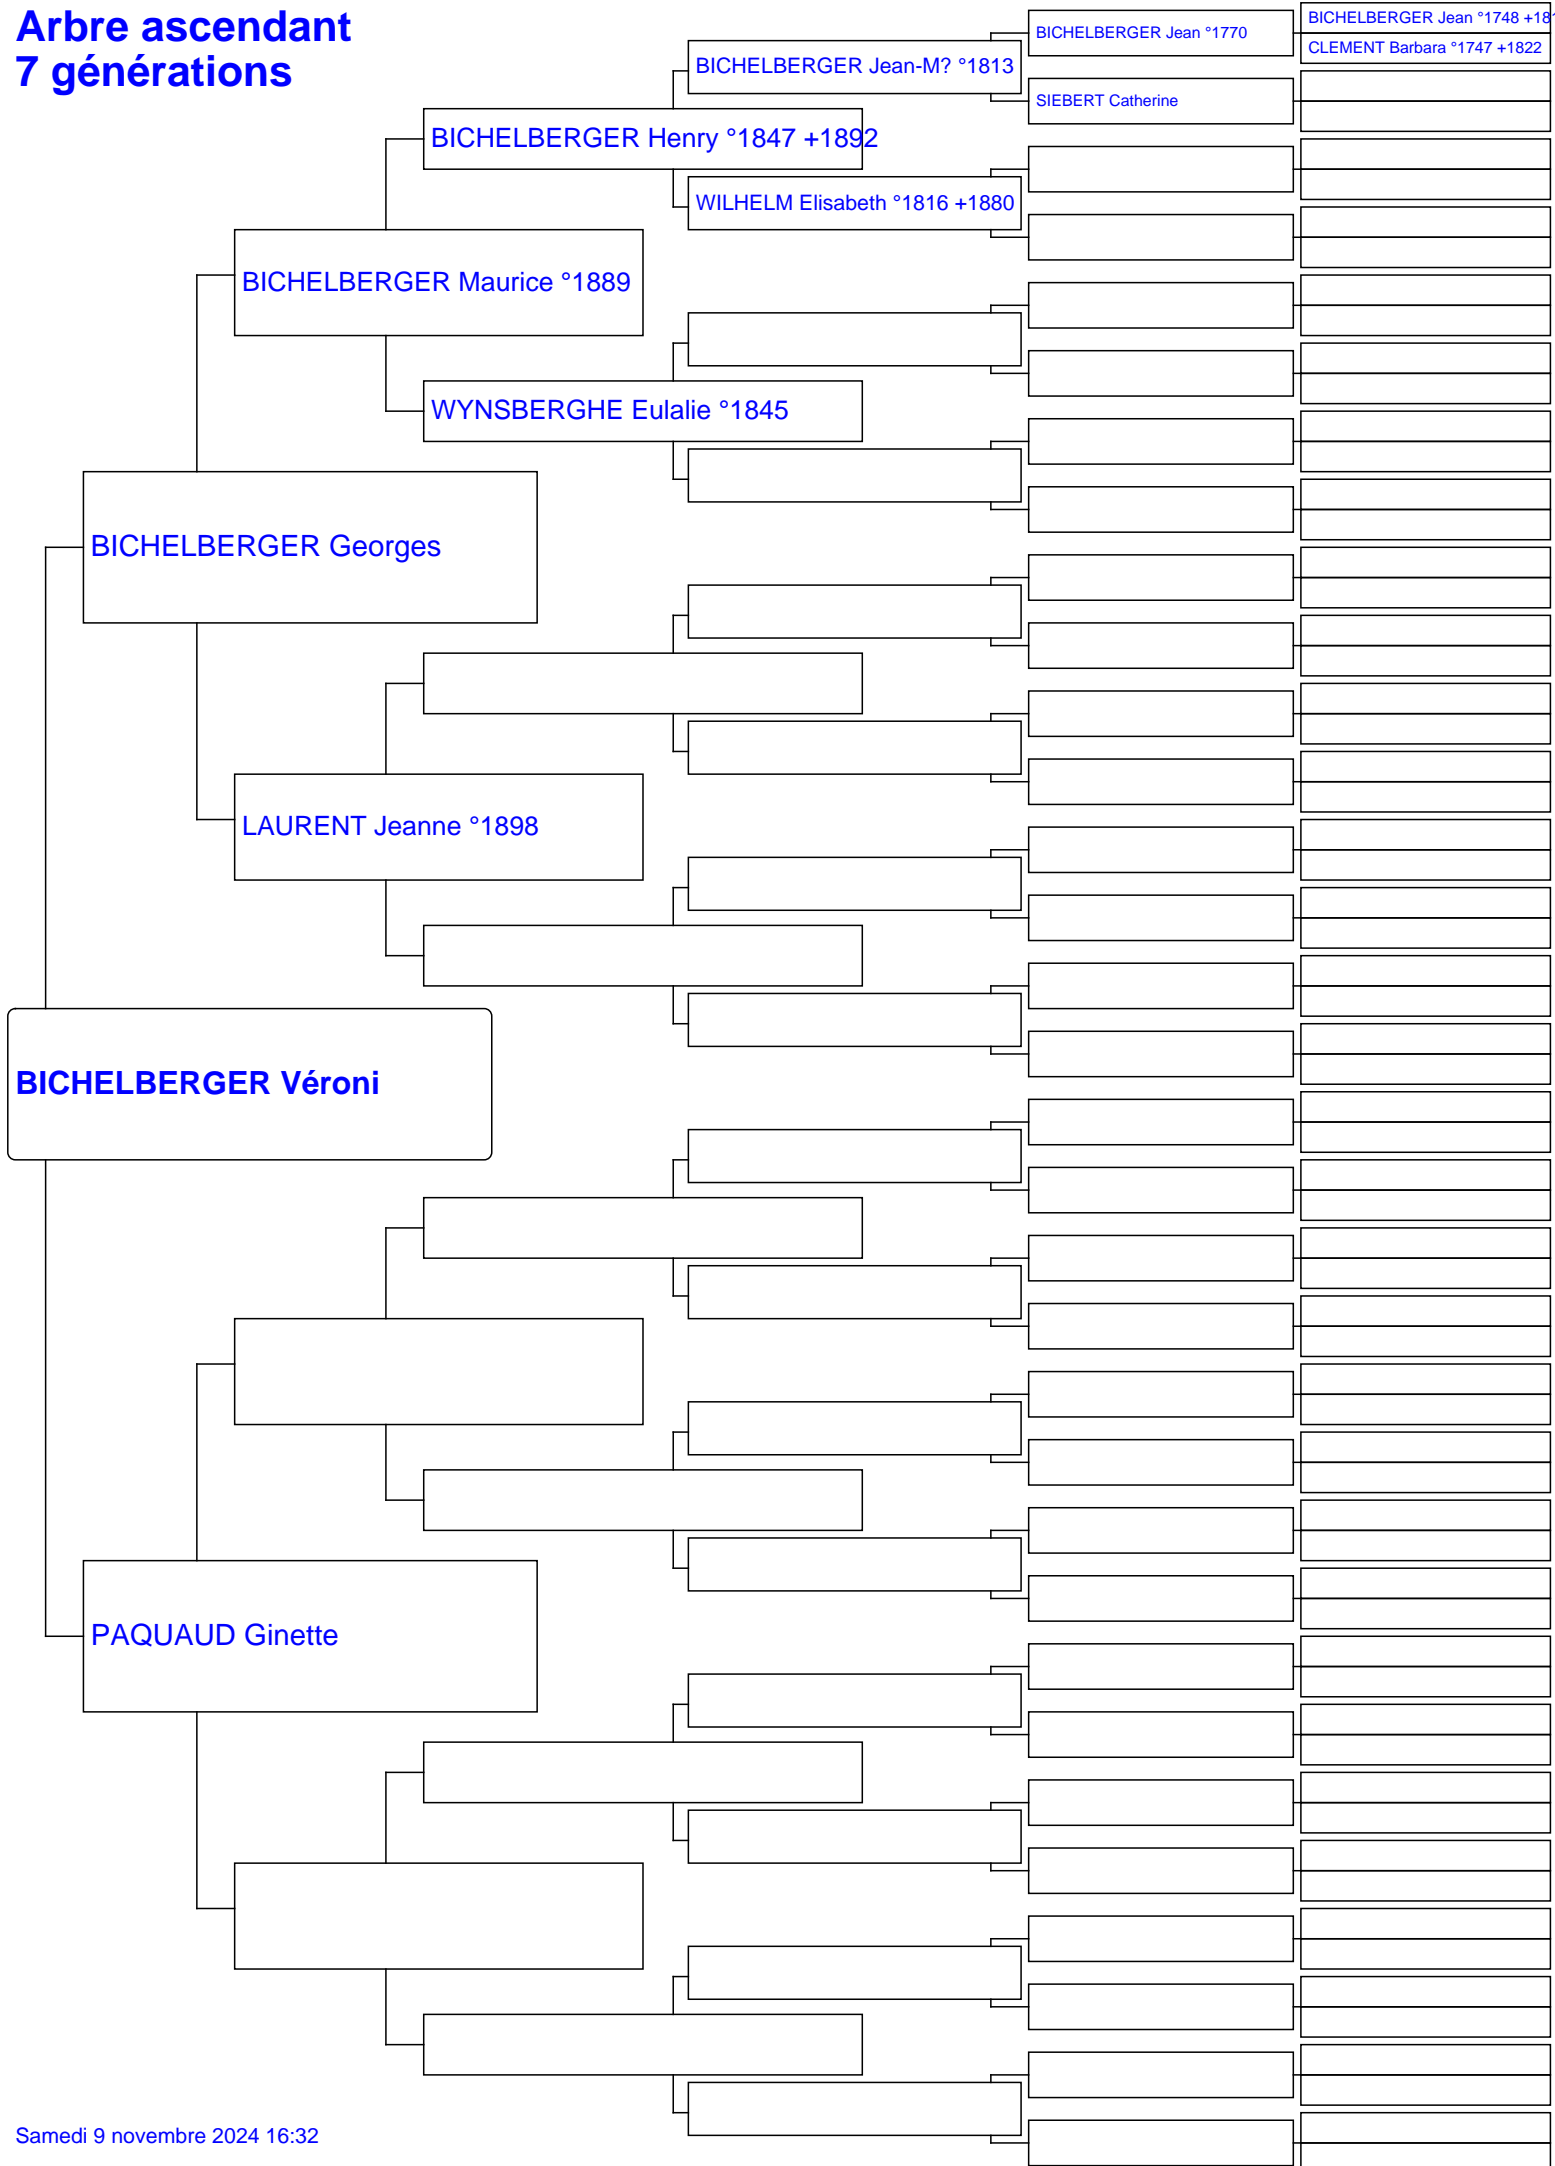 Arbre ascendant
7 générations
BICHELBERGER Jean °1748
CLEMENT Barbara °1747 +1822
BICHELBERGER Jean °1770
SIEBERT Catherine
BICHELBERGER Jean-M? °1813
WILHELM Elisabeth °1816 +1880
BICHELBERGER Henry °1847 +1892
WYNSBERGHE Eulalie °1845
BICHELBERGER Maurice °1889
LAURENT Jeanne °1898
BICHELBERGER Georges
BICHELBERGER Véroni
PAQUAUD Ginette
Samedi 9 novembre 2024 16:32